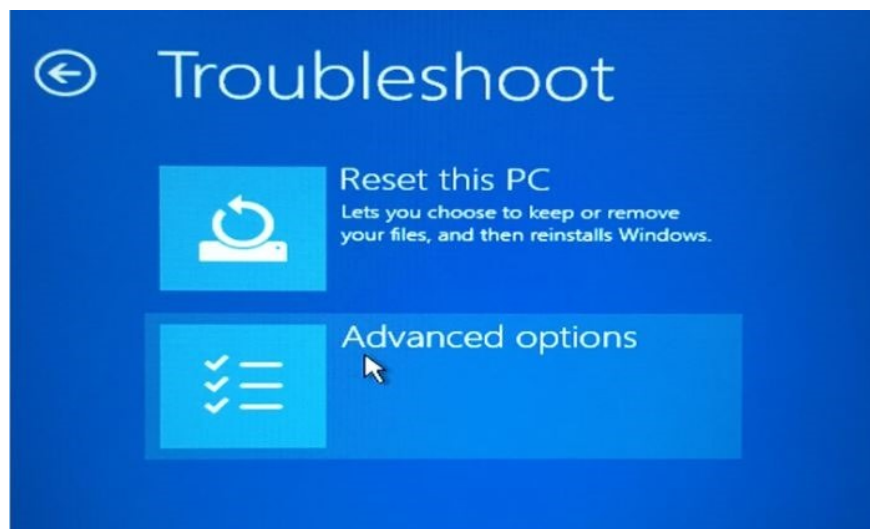 Troubleshoot
Reset this PC
Lets you choose to keep or remove
your files, and then reinstalls Windows.
Advanced options